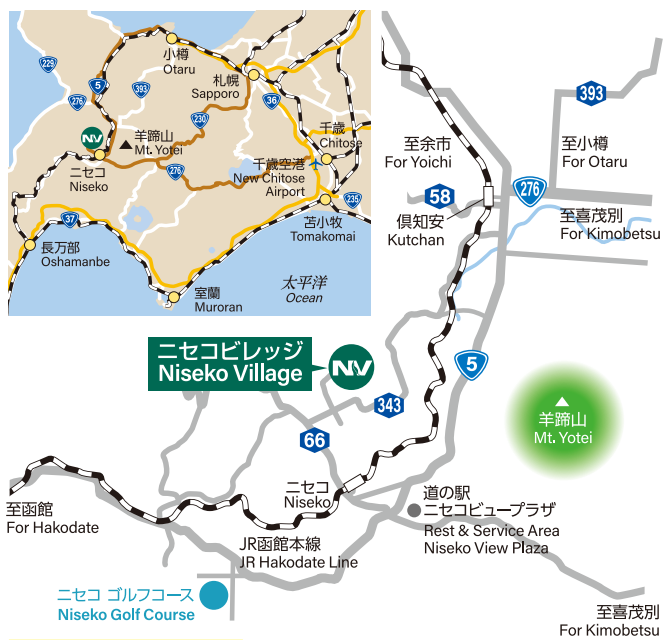 小樽
Otaru
229
5
276
393
札幌
Sapporo
36
NV
羊蹄山
Mt. Yotei
230
千歳
Chitose
ニセコ
Niseko
276
千歳空港
New Chitose
Airport
235
37
苫小牧
Tomakomai
長万部
Oshamanbe
太平洋
Ocean
室蘭
Muroran
393
至余市
For Yoichi
至小樽
For Otaru
58
276
倶知安
Kutchan
至喜茂別
For Kimobetsu
ニセコビレッジ
Niseko Village
NV
5
343
羊蹄山
Mt. Yotei
66
ニセコ
Niseko
道の駅
ニセコビュープラザ
Rest & Service Area
Niseko View Plaza
至函館
For Hakodate
JR函館本線
JR Hakodate Line
ニセコ ゴルフコース
Niseko Golf Course
至喜茂別
For Kimobetsu